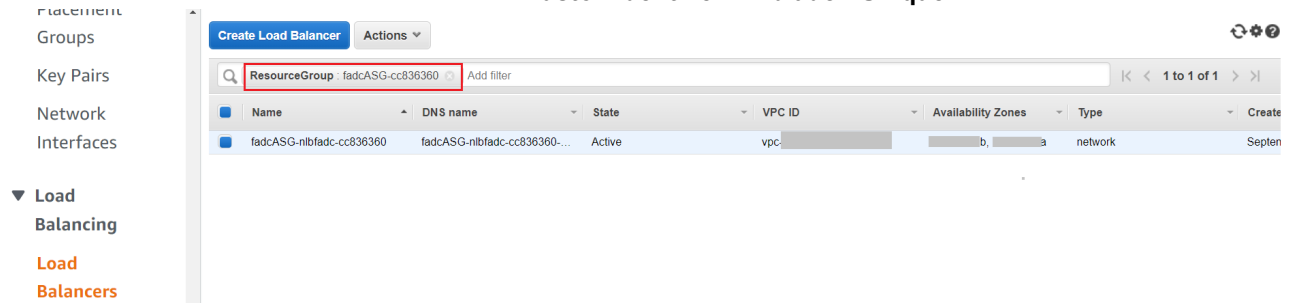 Placement
Groups
Key Pairs
Network
Interfaces
Load
Balancing
Load
Balancers
Create Load Balancer Actions
ResourceGroup : fadcASG-cc836360 Add filter 1 to 1 of 1
Name DNS name State VPC ID Availability Zones Type Create
fadcASG-nlbfadc-cc836360 fadcASG-nlbfadc-cc836360-... Active vpc- b, a network Septen